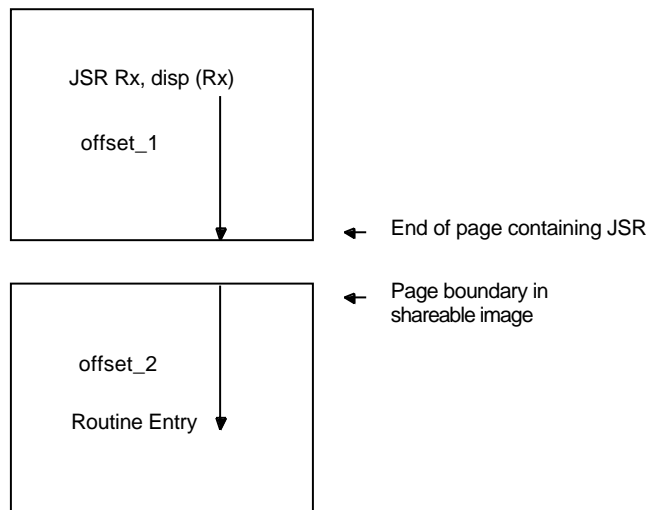 JSR Rx, disp (Rx)
offset_1
End of page containing JSR
Page boundary in
shareable image
offset_2
Routine Entry